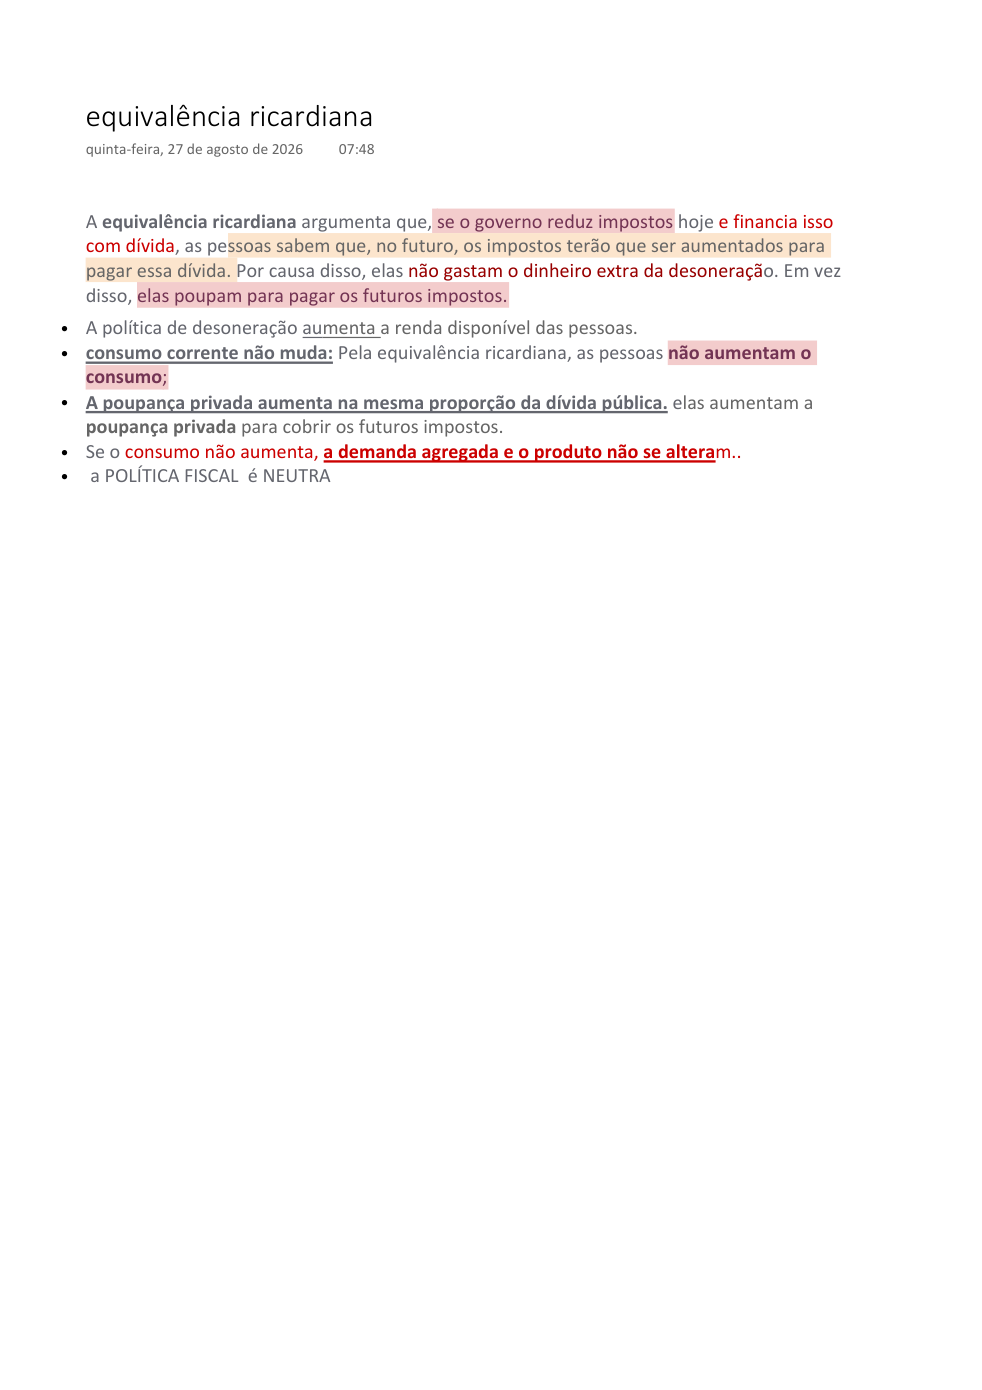 equivalência ricardiana
quinta-feira, 27 de agosto de 2026 07:48
A equivalência ricardiana argumenta que, se o governo reduz impostos hoje e financia isso
com dívida, as pessoas sabem que, no futuro, os impostos terão que ser aumentados para
pagar essa dívida. Por causa disso, elas não gastam o dinheiro extra da desoneração. Em vez
disso, elas poupam para pagar os futuros impostos.
• A política de desoneração aumenta a renda disponível das pessoas.
• consumo corrente não muda: Pela equivalência ricardiana, as pessoas não aumentam o
consumo;
• A poupança privada aumenta na mesma proporção da dívida pública. elas aumentam a
poupança privada para cobrir os futuros impostos.
• Se o consumo não aumenta, a demanda agregada e o produto não se alteram..
• a POLÍTICA FISCAL é NEUTRA